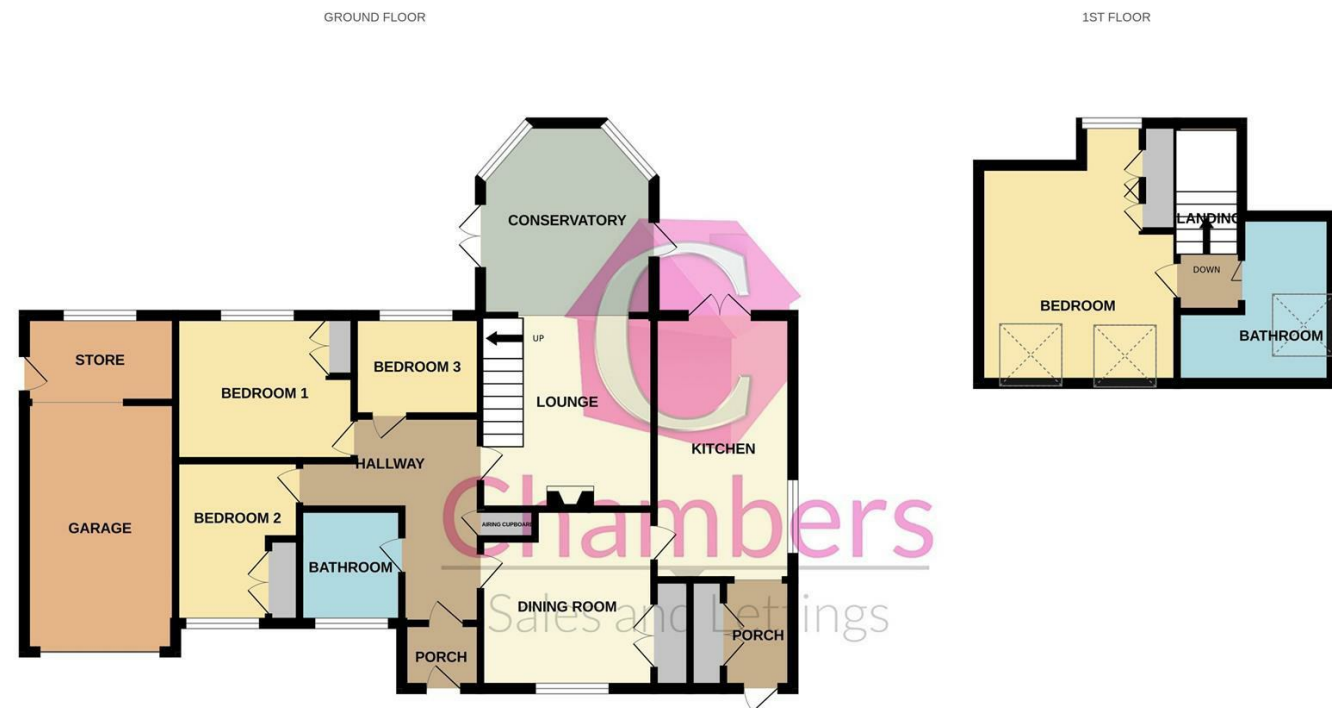 GROUND FLOOR
1ST FLOOR
CONSERVATORY
LANDING
DOWN
BEDROOM
BATHROOM
STORE
BEDROOM 1
BEDROOM 3
UP
LOUNGE
KITCHEN
HALLWAY
GARAGE
BEDROOM 2
AIRING CUPBOARD
Chambers
BATHROOM
DINING ROOM
Sales and Lettings
PORCH
PORCH
C